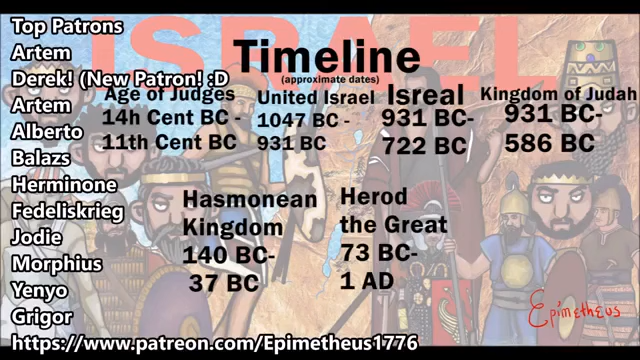 ISRAEL
Top Patrons
Artem
Derek! (New Patron! :D
Artem
Alberto
Balazs
Herminone
Fedeliskrieg
Jodie
Morphius
Yenyo
Grigor
https://www.patreon.com/Epimetheus1776
Timeline
(approximate dates)
Age of Judges
14h Cent BC -
11th Cent BC
United Israel
1047 BC -
931 BC
Isreal
931 BC-
722 BC
Kingdom of Judah
931 BC-
586 BC
Hasmonean
Kingdom
140 BC-
37 BC
Herod
the Great
73 BC-
1 AD
Epimetheus